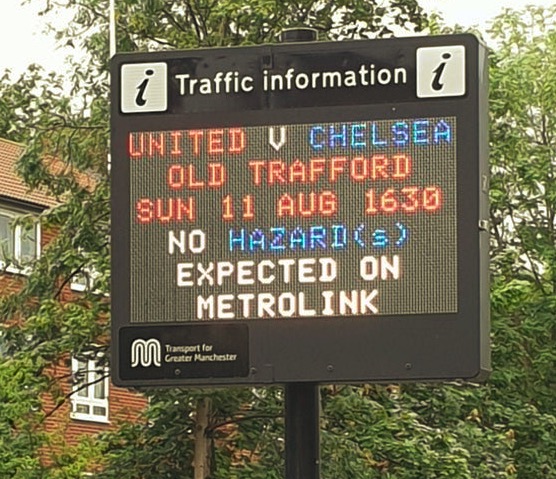 i Traffic information i
UNITED V CHELSEA
OLD TRAFFORD
SUN 11 AUG 1630
NO HAZARD(s)
EXPECTED ON
METROLINK
Transport for
Greater Manchester